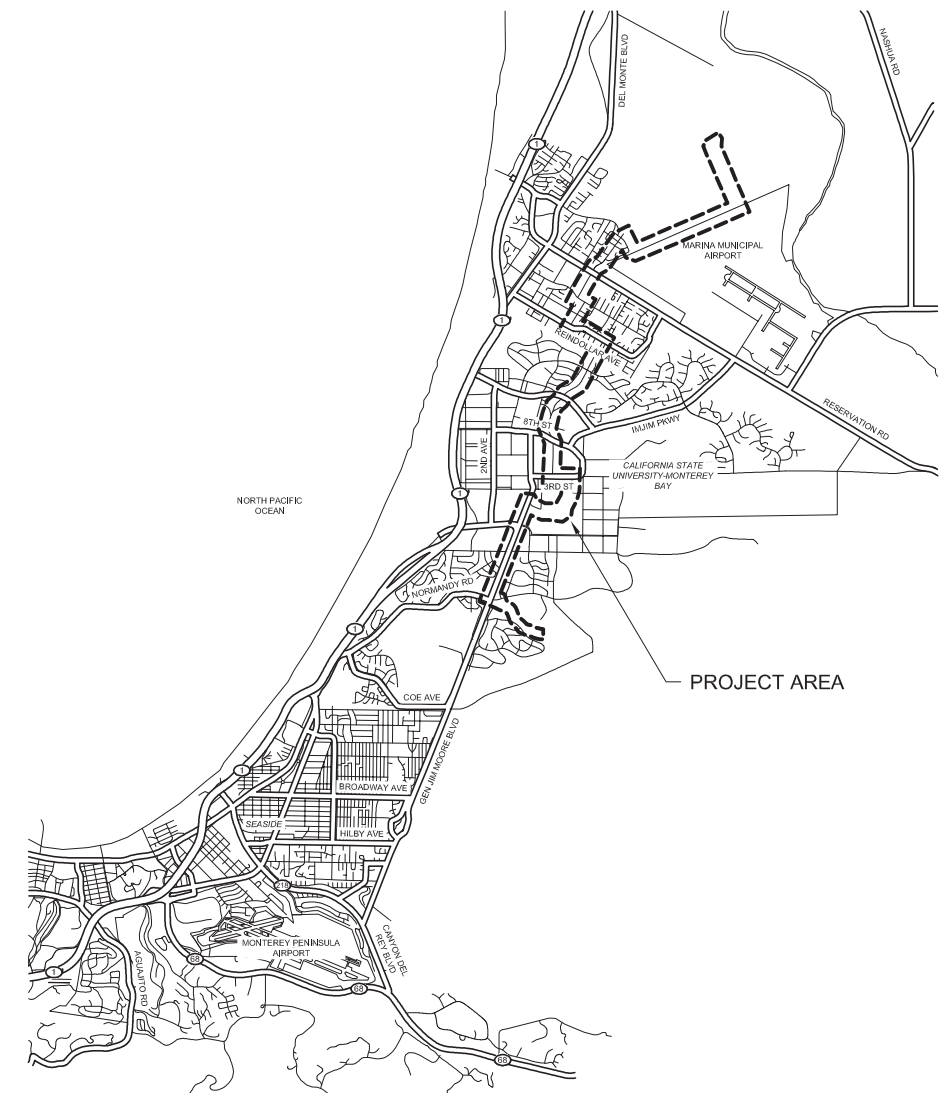 NASHUA RD
DEL MONTE BLVD
1
MARINA MUNICIPAL
AIRPORT
1
REINDOLLAR AVE
RESERVATION RD
8TH ST
IMJIM PKWY
2ND AVE
CALIFORNIA STATE
UNIVERSITY-MONTEREY
BAY
3RD ST
1
NORTH PACIFIC
OCEAN
NORMANDY RD
1
PROJECT AREA
COE AVE
GEN JIM MOORE BLVD
1
BROADWAY AVE
SEASIDE
HILBY AVE
218
CANYON DEL
REY BLVD
MONTEREY PENINSULA
AIRPORT
68
1
AGUAJITO RD
68
68